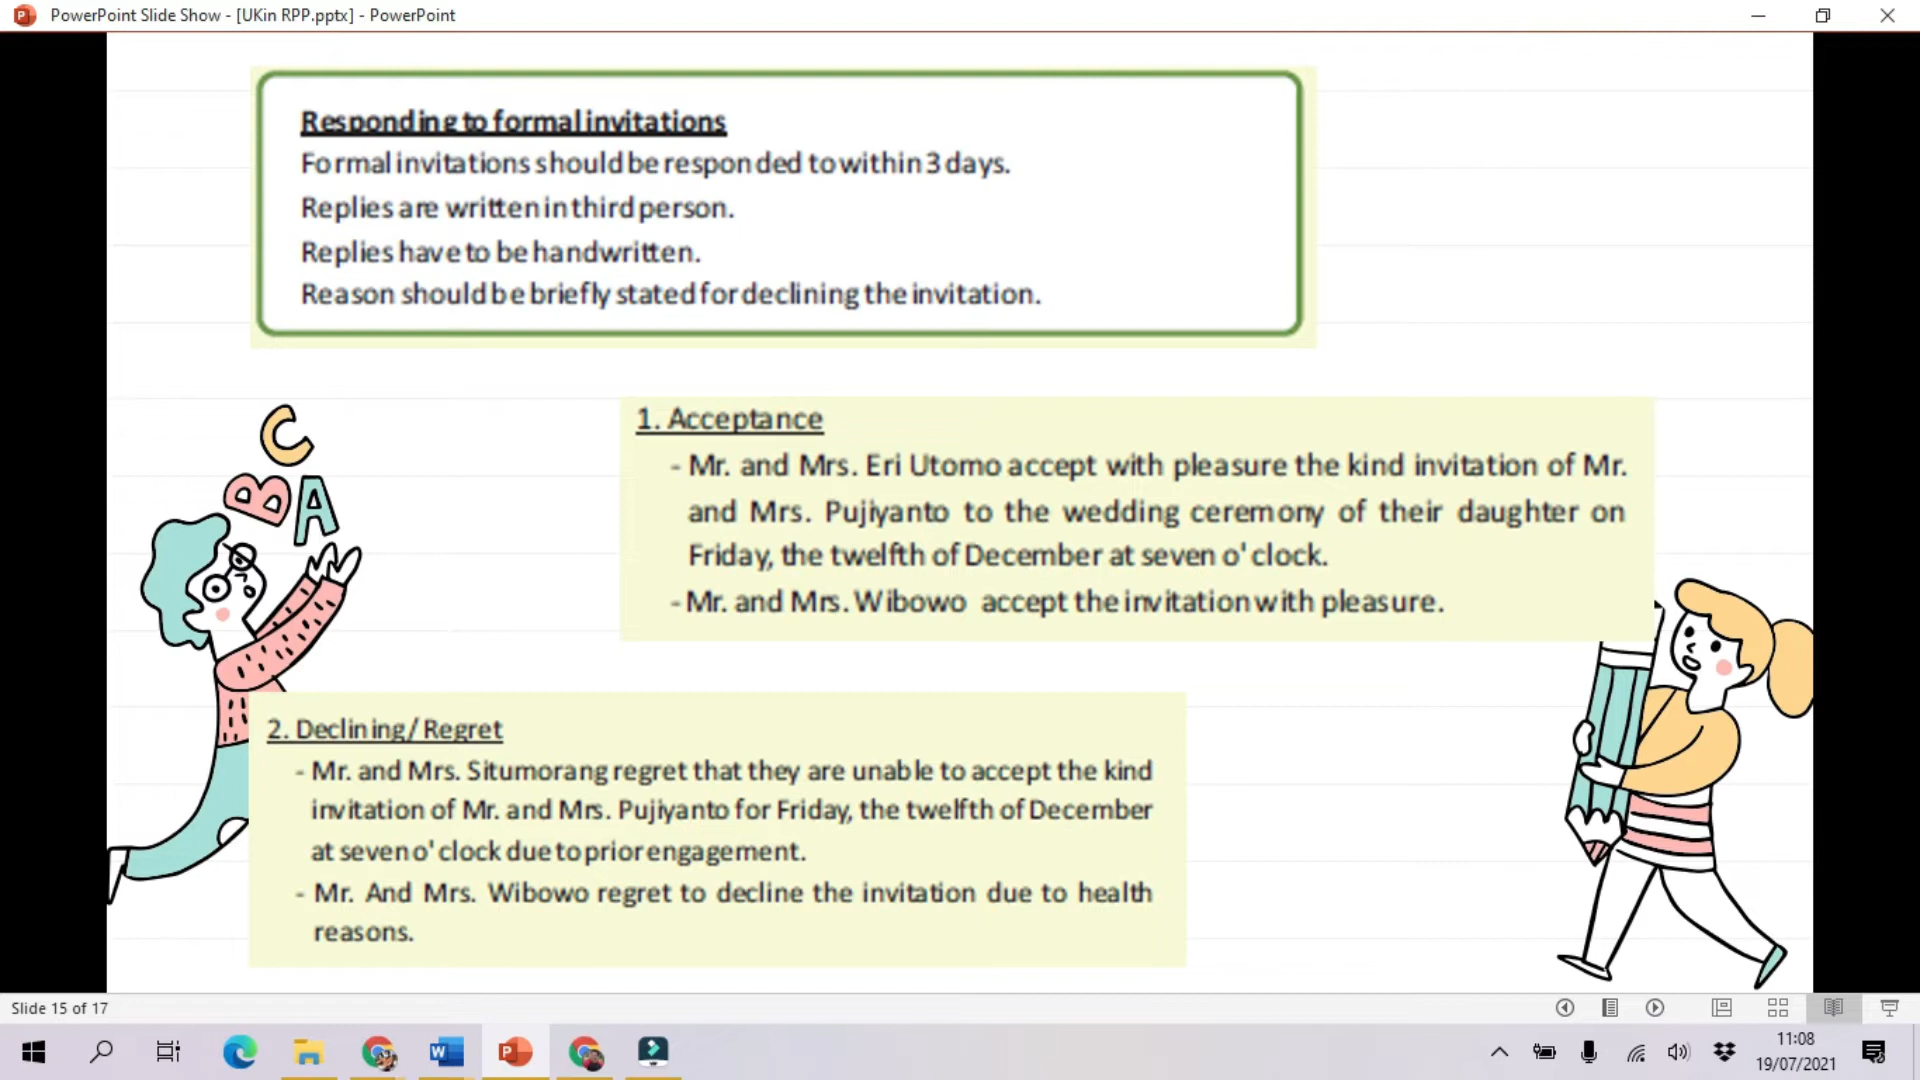 PowerPoint Slide Show - [UKin RPP.pptx] - PowerPoint
Responding to formal invitations
Formal invitations should be responded to within 3 days.
Replies are written in third person.
Replies have to be handwritten.
Reason should be briefly stated for declining the invitation.
C
B A
1. Acceptance
- Mr. and Mrs. Eri Utomo accept with pleasure the kind invitation of Mr.
and Mrs. Pujiyanto to the wedding ceremony of their daughter on
Friday, the twelfth of December at seven o' clock.
- Mr. and Mrs. Wibowo accept the invitation with pleasure.
2. Declining/ Regret
- Mr. and Mrs. Situmorang regret that they are unable to accept the kind
invitation of Mr. and Mrs. Pujiyanto for Friday, the twelfth of December
at seven o' clock due to prior engagement.
- Mr. And Mrs. Wibowo regret to decline the invitation due to health
reasons.
Slide 15 of 17
11:08
19/07/2021